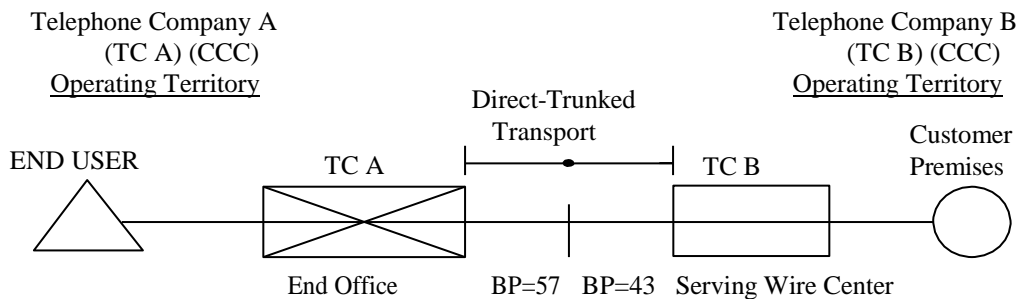 Telephone Company A
(TC A) (CCC)
Operating Territory
Telephone Company B
(TC B) (CCC)
Operating Territory
Direct-Trunked
Transport
Customer
Premises
END USER
TC A
TC B
End Office
BP=57
BP=43
Serving Wire Center